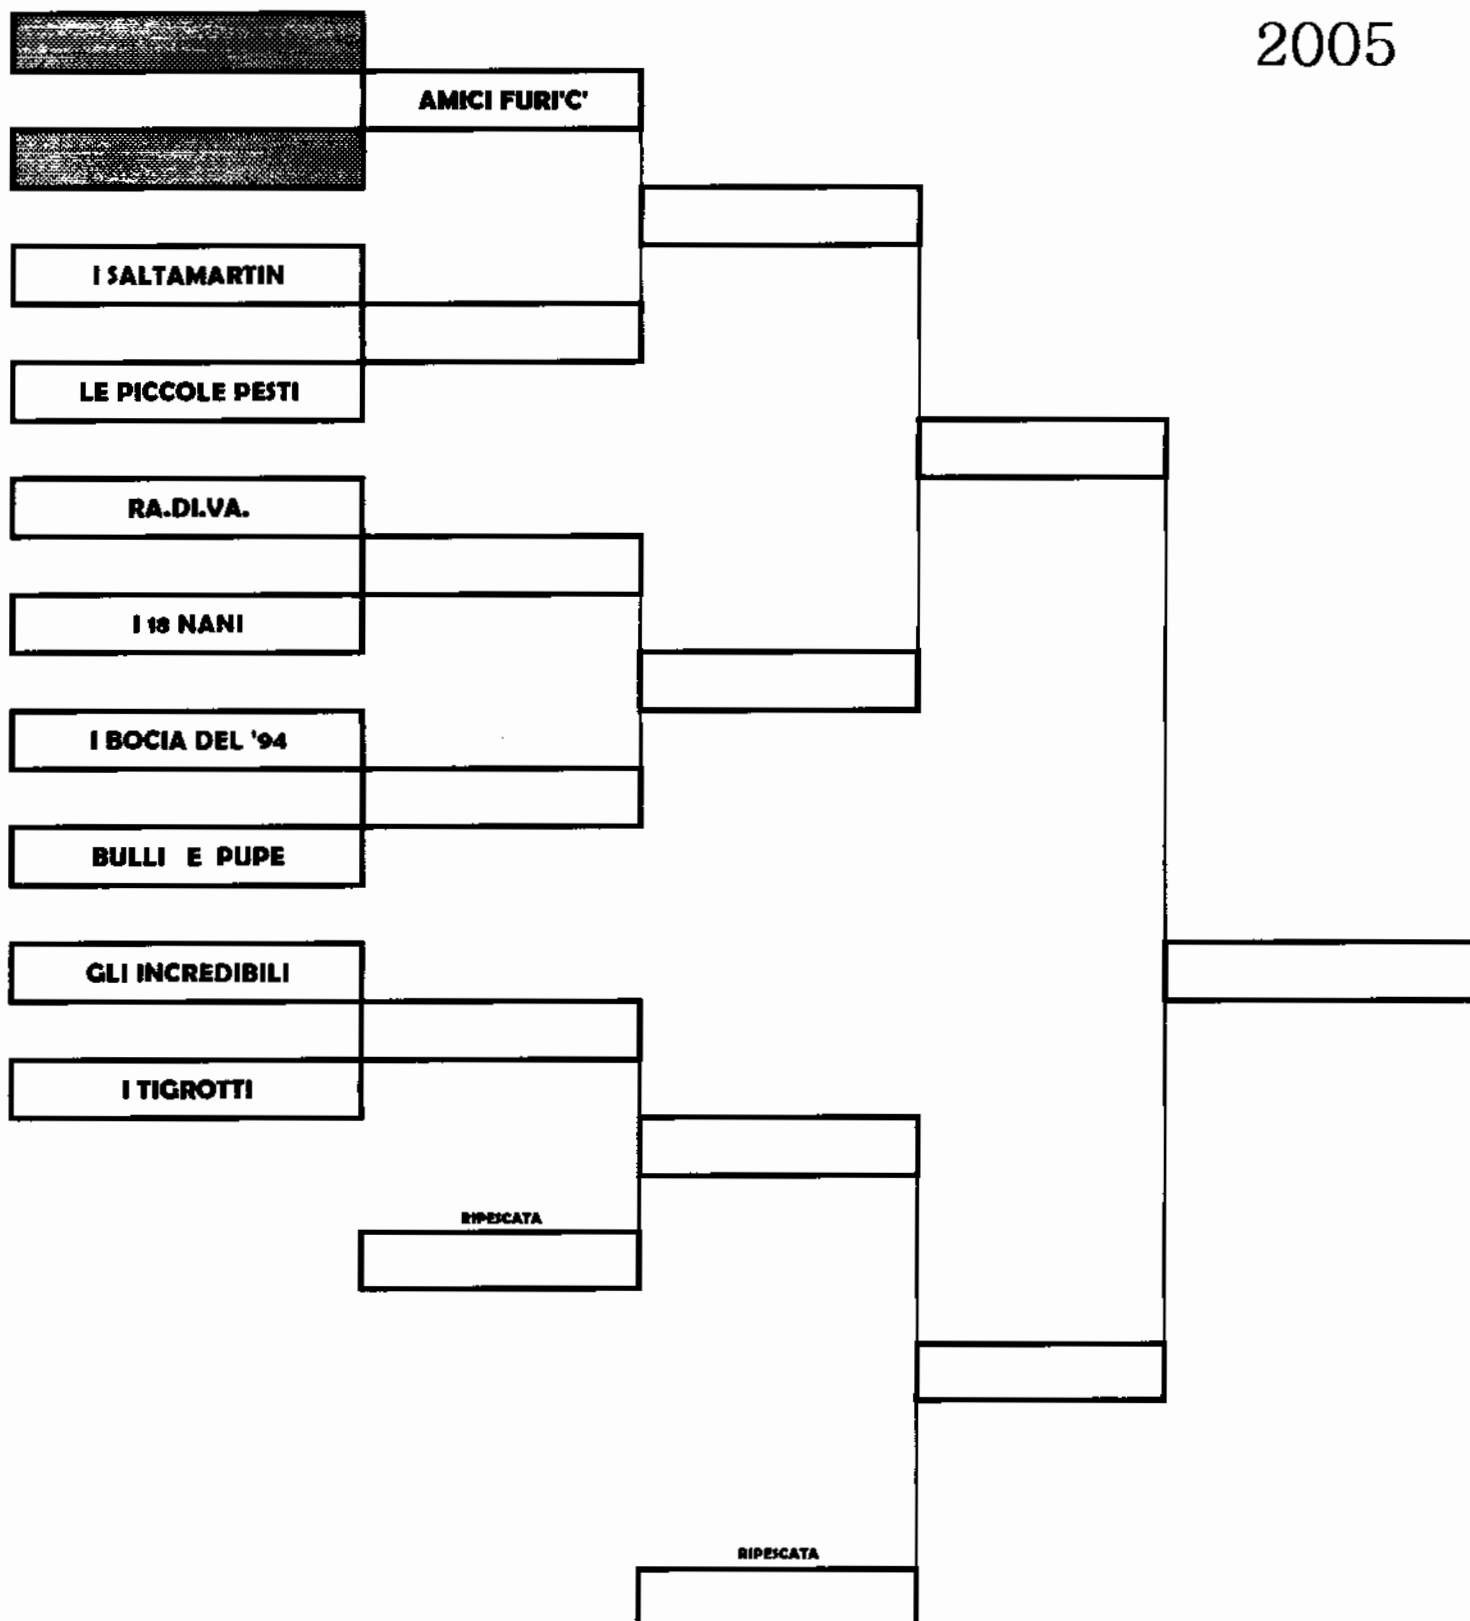 2005
AMICI FURI'C'
I SALTAMARTIN
LE PICCOLE PESTI
RA.DI.VA.
I 18 NANI
I BOCIA DEL '94
BULLI E PUPE
GLI INCREDIBILI
I TIGROTTI
RIPESCATA
RIPESCATA